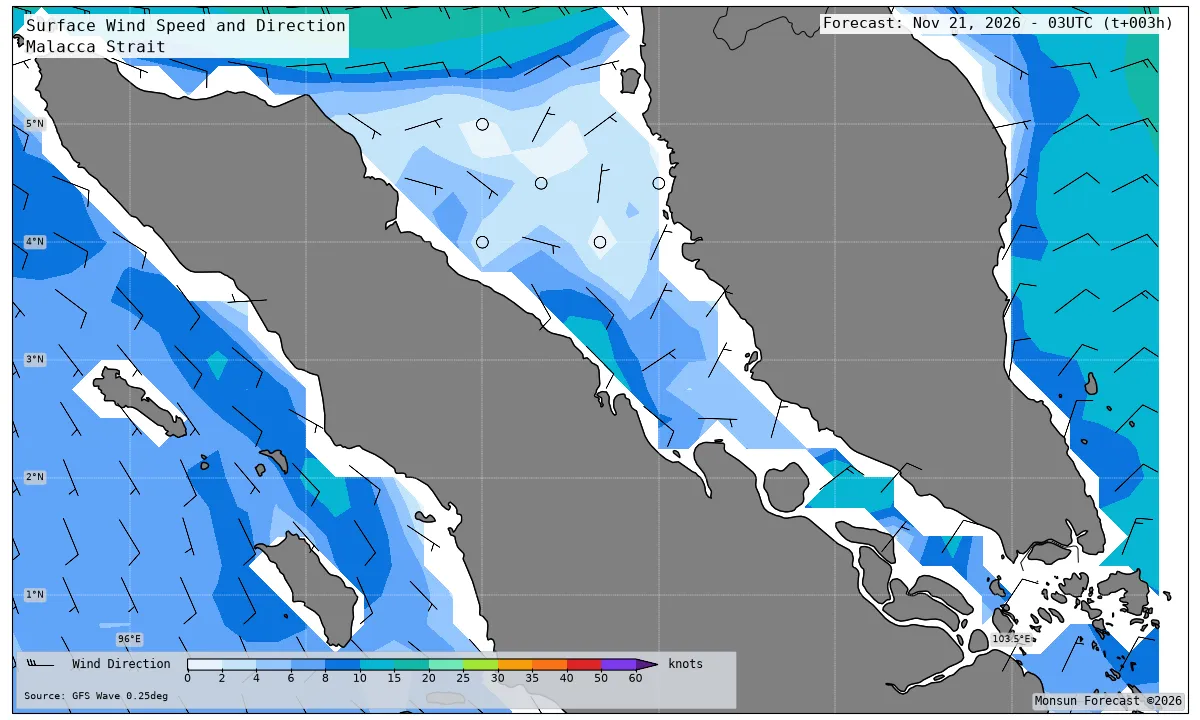 Surface Wind Speed and Direction
Malacca Strait
Forecast: Nov 21, 2026 - 03UTC (t+003h)
5°N
4°N
3°N
2°N
1°N
96°E
103.5°E
Wind Direction
knots
0 2 4 6 8 10 15 20 25 30 35 40 50 60
Source: GFS Wave 0.25deg
Monsun Forecast ©2026